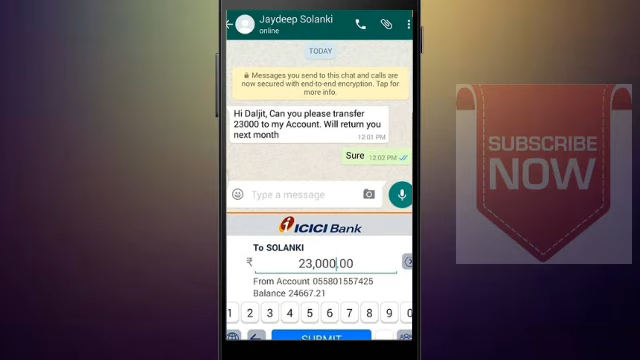 Jaydeep Solanki
online
TODAY
Messages you send to this chat and calls are
now secured with end-to-end encryption. Tap for
more info.
Hi Daljit, Can you please transfer
23000 to my Account. Will return you
next month
12:01 PM
Sure 12:02 PM
Type a message
SUBSCRIBE
NOW
ICICI Bank
To SOLANKI
₹ 23,000.00
From Account 055801557425
Balance 24667.21
1 2 3 4 5 6 7 8 9 0
SUBMIT